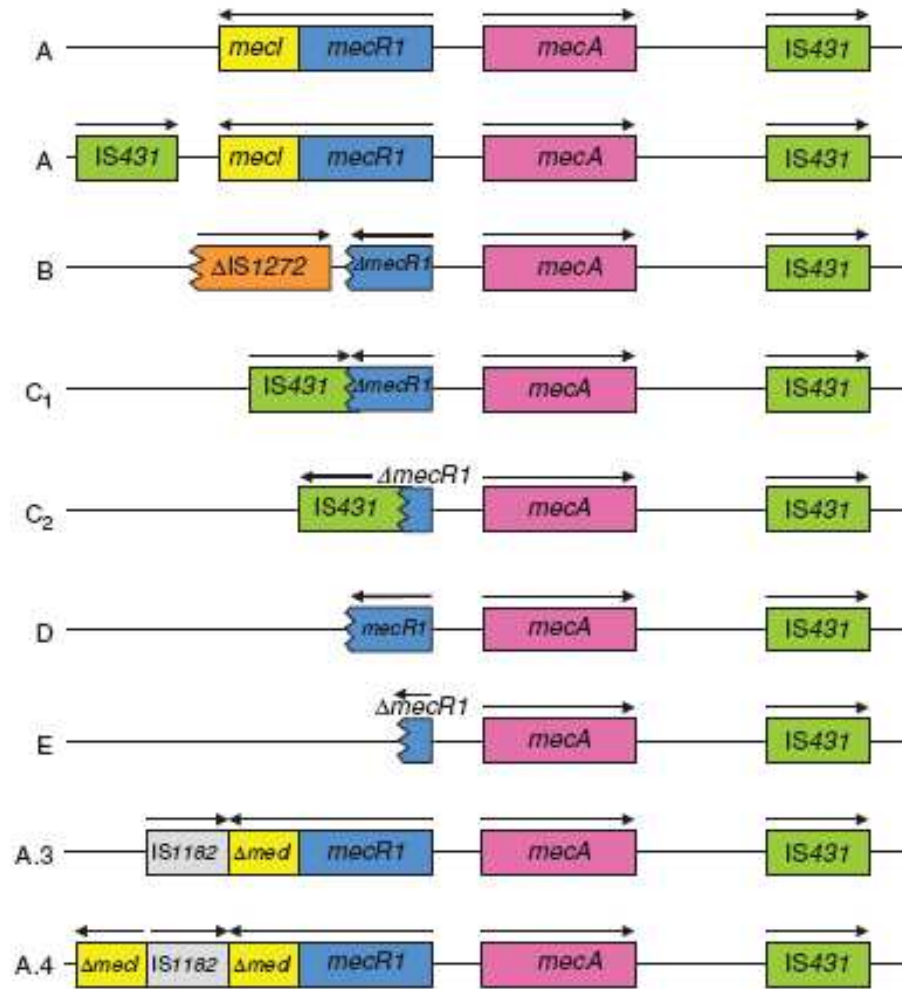 A mecI mecR1 mecA IS431
A IS431 mecI mecR1 mecA IS431
B ΔIS1272 ΔmecR1 mecA IS431
C1 IS431 ΔmecR1 mecA IS431
ΔmecR1
C2 IS431 mecA IS431
D mecR1 mecA IS431
ΔmecR1
E mecA IS431
A.3 IS1182 Δmed mecR1 mecA IS431
A.4 ΔmecI IS1182 Δmed mecR1 mecA IS431